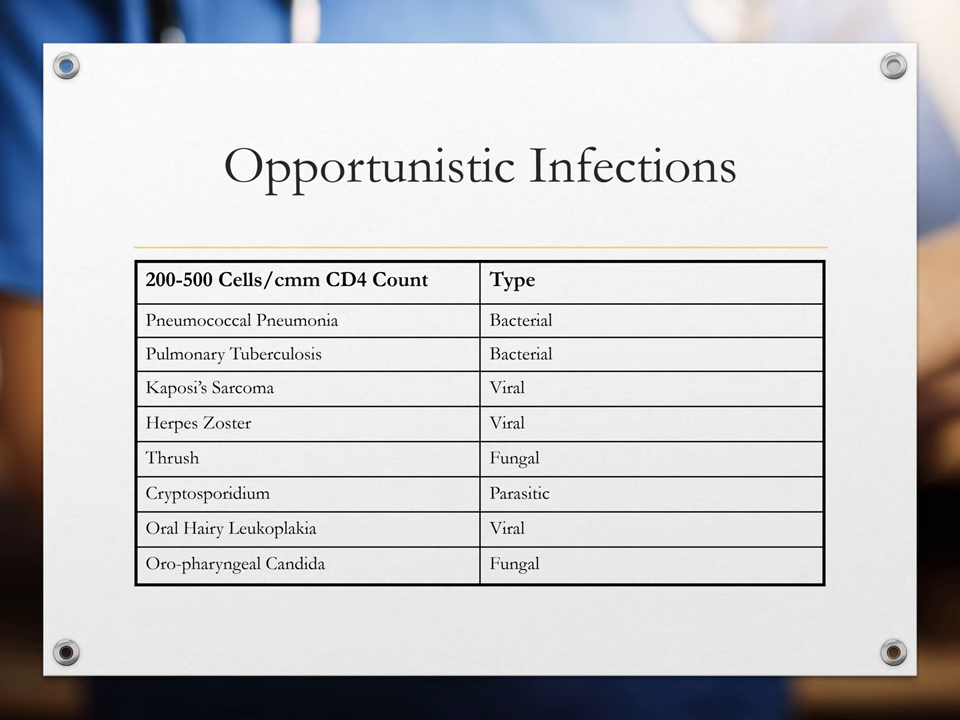 Opportunistic Infections
200-500 Cells/cmm CD4 Count Type
Pneumococcal Pneumonia Bacterial
Pulmonary Tuberculosis Bacterial
Kaposi’s Sarcoma Viral
Herpes Zoster Viral
Thrush Fungal
Cryptosporidium Parasitic
Oral Hairy Leukoplakia Viral
Oro-pharyngeal Candida Fungal